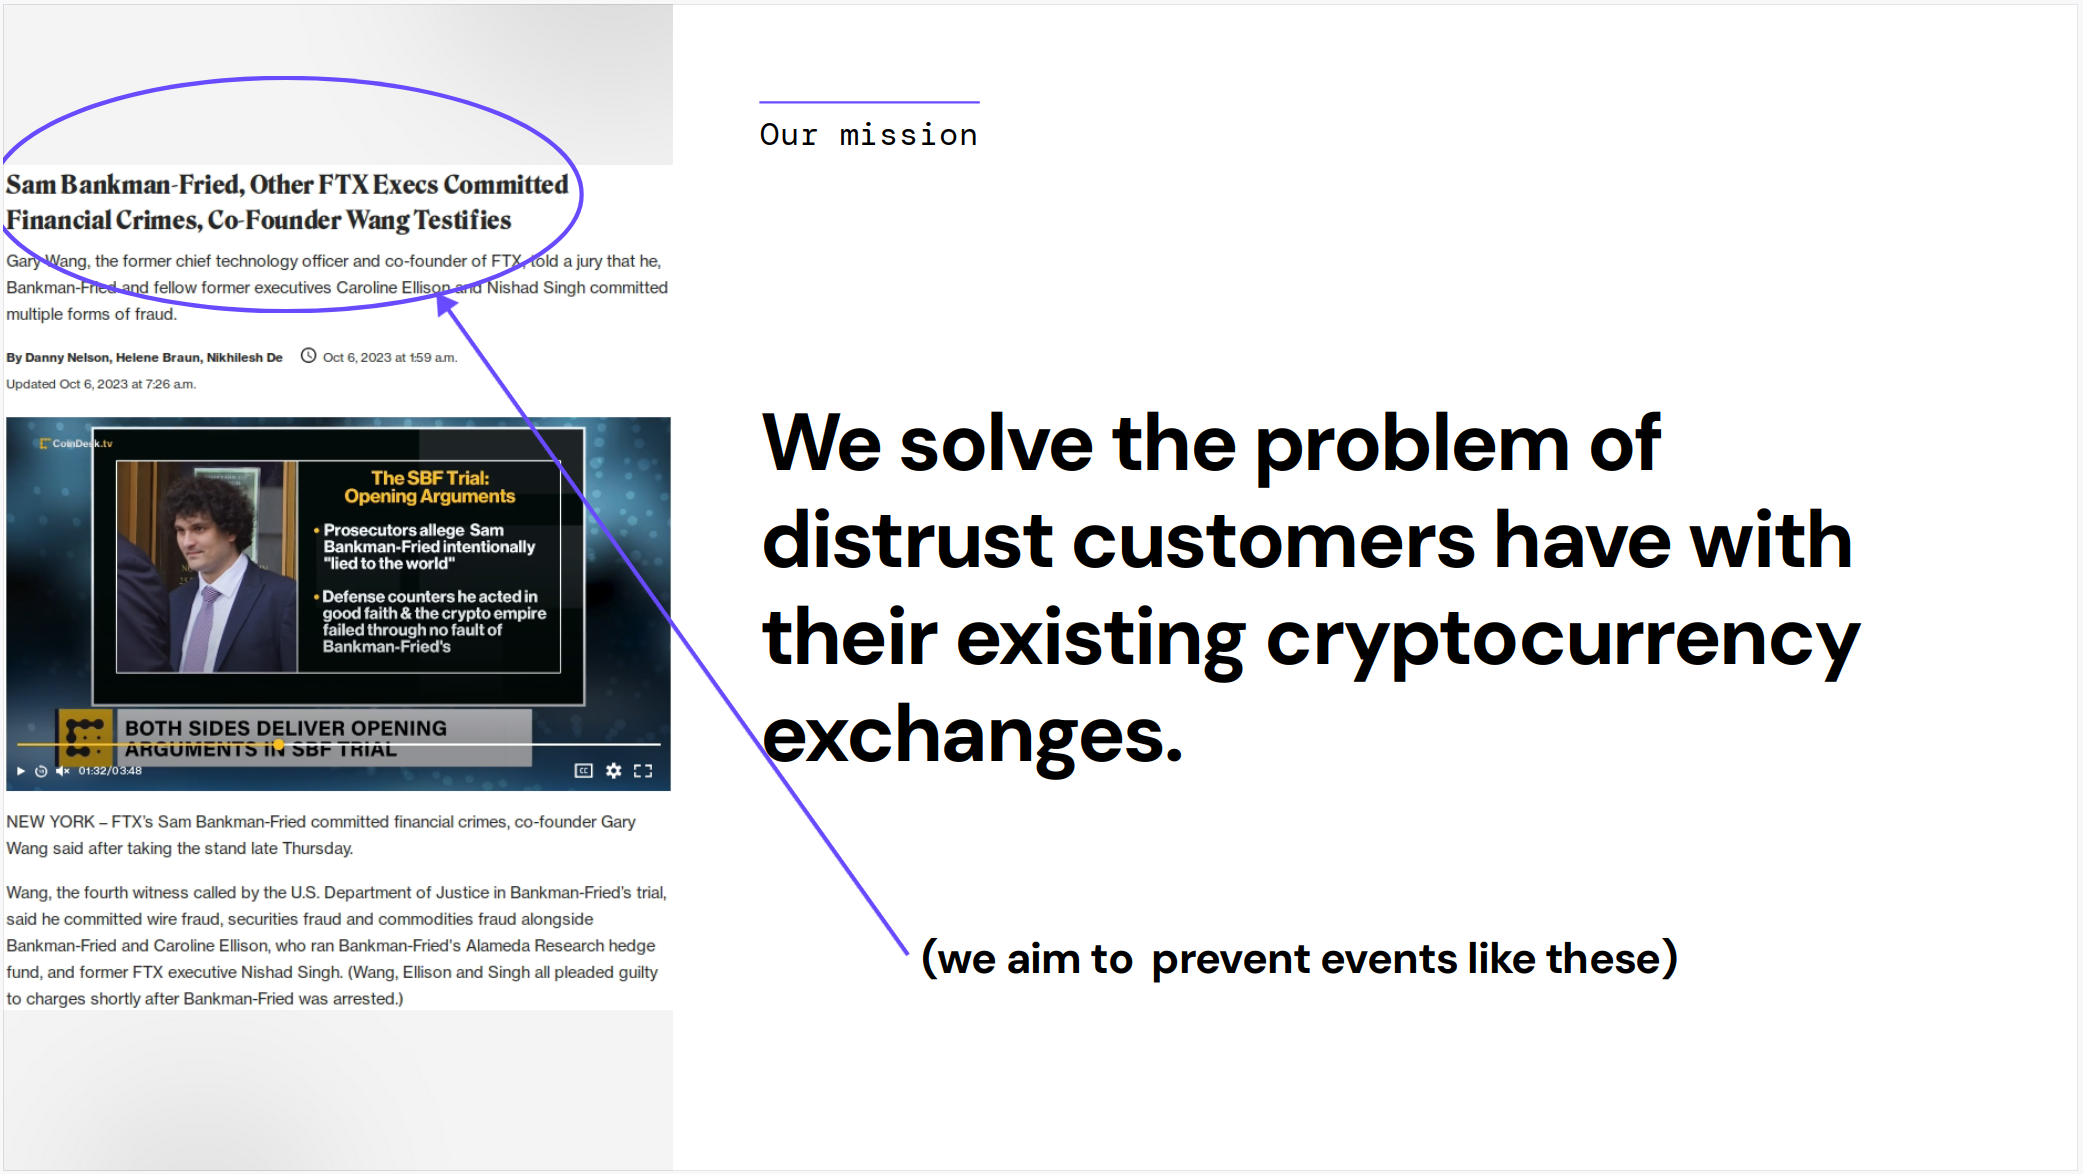 Sam Bankman-Fried, Other FTX Execs Committed
Financial Crimes, Co-Founder Wang Testifies
Gary Wang, the former chief technology officer and co-founder of FTX, told a jury that he,
Bankman-Fried and fellow former executives Caroline Ellison and Nishad Singh committed
multiple forms of fraud.
By Danny Nelson, Helene Braun, Nikhilesh De Oct 6, 2023 at 1:59 a.m.
Updated Oct 6, 2023 at 7:26 a.m.
CoinDesk.tv
The SBF Trial:
Opening Arguments
• Prosecutors allege Sam
Bankman-Fried intentionally
"lied to the world"
• Defense counters he acted in
good faith & the crypto empire
failed through no fault of
Bankman-Fried's
BOTH SIDES DELIVER OPENING
ARGUMENTS IN SBF TRIAL
01:32/03:48
CC
NEW YORK – FTX's Sam Bankman-Fried committed financial crimes, co-founder Gary
Wang said after taking the stand late Thursday.
Wang, the fourth witness called by the U.S. Department of Justice in Bankman-Fried's trial,
said he committed wire fraud, securities fraud and commodities fraud alongside
Bankman-Fried and Caroline Ellison, who ran Bankman-Fried's Alameda Research hedge
fund, and former FTX executive Nishad Singh. (Wang, Ellison and Singh all pleaded guilty
to charges shortly after Bankman-Fried was arrested.)
Our mission
We solve the problem of
distrust customers have with
their existing cryptocurrency
exchanges.
(we aim to prevent events like these)